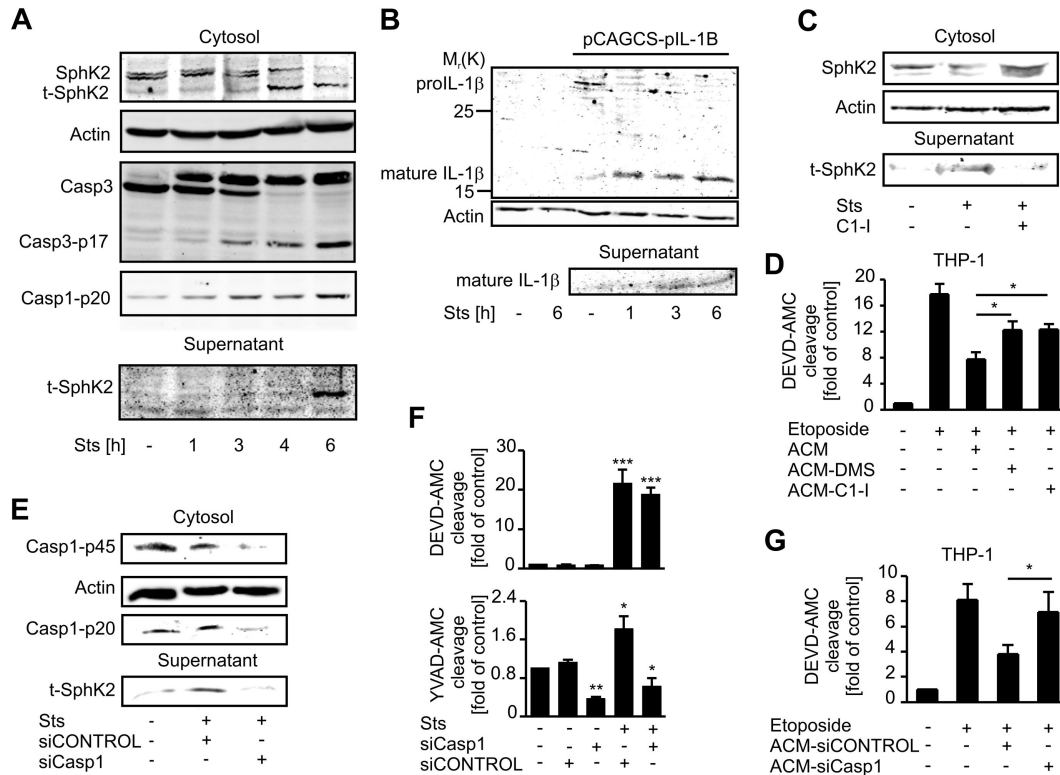 A
Cytosol
SphK2
t-SphK2
Actin
Casp3
Casp3-p17
Casp1-p20
Supernatant
t-SphK2
Sts [h] - 1 3 4 6
B
pCAGCS-pIL-1B
Mr(K)
proIL-1β
25
mature IL-1β
15
Actin
Supernatant
mature IL-1β
Sts [h] - 6 - 1 3 6
C
Cytosol
SphK2
Actin
Supernatant
t-SphK2
Sts - + +
C1-I - - +
D
THP-1
DEVD-AMC
cleavage
[fold of control]
20
16
12
8
4
0
*
*
Etoposide - + + + +
ACM - - + - -
ACM-DMS - - - + -
ACM-C1-I - - - - +
E
Cytosol
Casp1-p45
Actin
Casp1-p20
Supernatant
t-SphK2
Sts - + +
siCONTROL - + -
siCasp1 - - +
F
DEVD-AMC
cleavage
[fold of control]
30
20
10
0
***
***
YVAD-AMC
cleavage
[fold of control]
2.4
1.6
0.8
0.0
**
*
*
Sts - - - + +
siCasp1 - - + - +
siCONTROL - + - + -
G
THP-1
DEVD-AMC
cleavage
[fold of control]
10
8
6
4
2
0
*
Etoposide - + + +
ACM-siCONTROL - - + -
ACM-siCasp1 - - - +